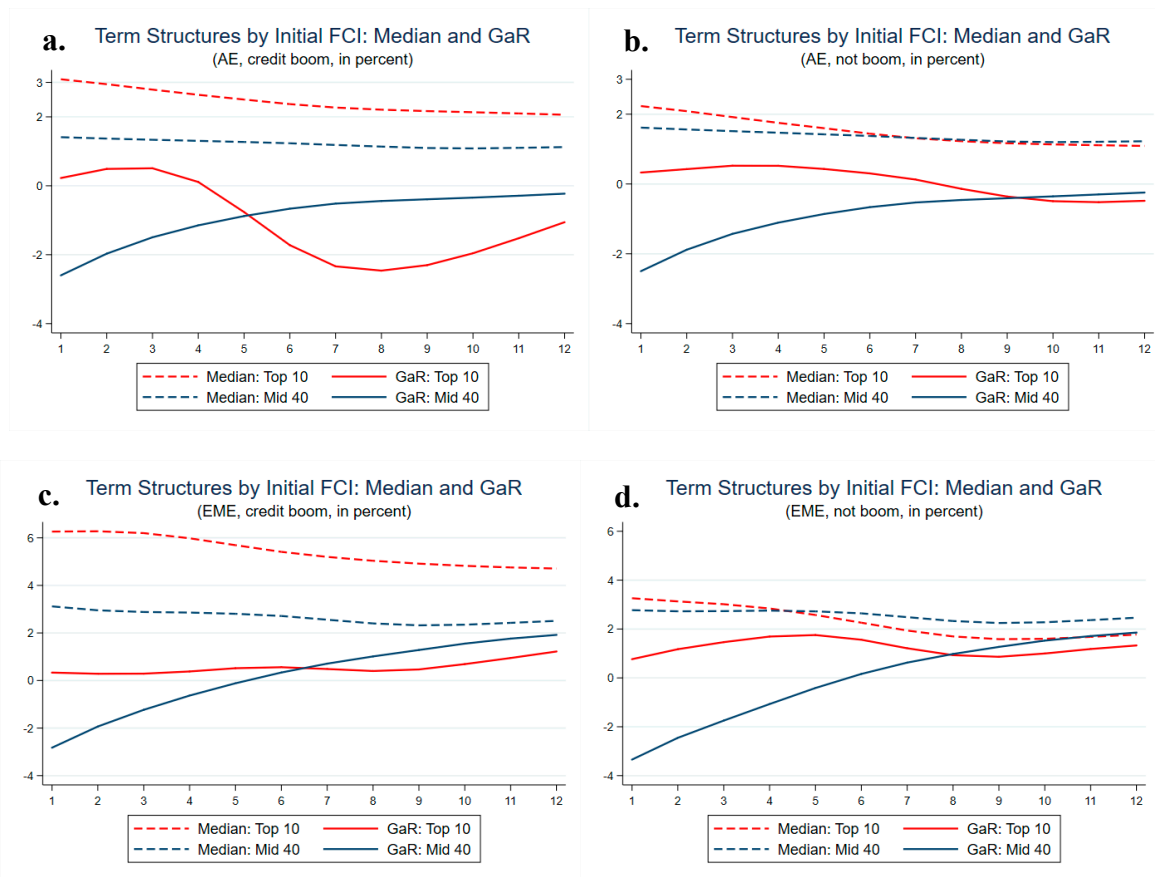 a. Term Structures by Initial FCI: Median and GaR
(AE, credit boom, in percent)
3
2
0
-2
-4
1 2 3 4 5 6 7 8 9 10 11 12
Median: Top 10 GaR: Top 10
Median: Mid 40 GaR: Mid 40
b. Term Structures by Initial FCI: Median and GaR
(AE, not boom, in percent)
3
2
0
-2
-4
1 2 3 4 5 6 7 8 9 10 11 12
Median: Top 10 GaR: Top 10
Median: Mid 40 GaR: Mid 40
c. Term Structures by Initial FCI: Median and GaR
(EME, credit boom, in percent)
6
4
2
0
-2
-4
1 2 3 4 5 6 7 8 9 10 11 12
Median: Top 10 GaR: Top 10
Median: Mid 40 GaR: Mid 40
d. Term Structures by Initial FCI: Median and GaR
(EME, not boom, in percent)
6
4
2
0
-2
-4
1 2 3 4 5 6 7 8 9 10 11 12
Median: Top 10 GaR: Top 10
Median: Mid 40 GaR: Mid 40